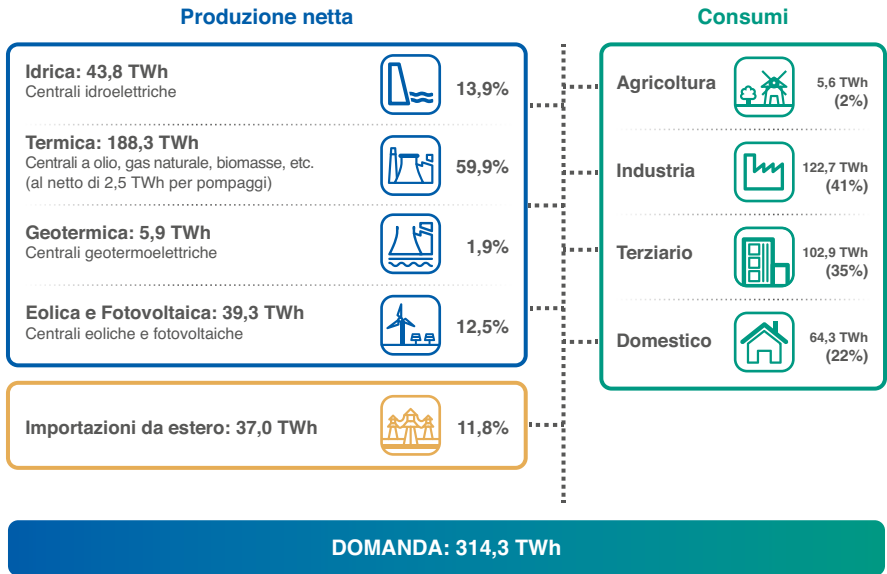 Produzione netta
Idrica: 43,8 TWh
Centrali idroelettriche
13,9%
Termica: 188,3 TWh
Centrali a olio, gas naturale, biomasse, etc.
(al netto di 2,5 TWh per pompaggi)
59,9%
Geotermica: 5,9 TWh
Centrali geotermoelettriche
1,9%
Eolica e Fotovoltaica: 39,3 TWh
Centrali eoliche e fotovoltaiche
12,5%
Importazioni da estero: 37,0 TWh
11,8%
Consumi
Agricoltura
5,6 TWh
(2%)
Industria
122,7 TWh
(41%)
Terziario
102,9 TWh
(35%)
Domestico
64,3 TWh
(22%)
DOMANDA: 314,3 TWh